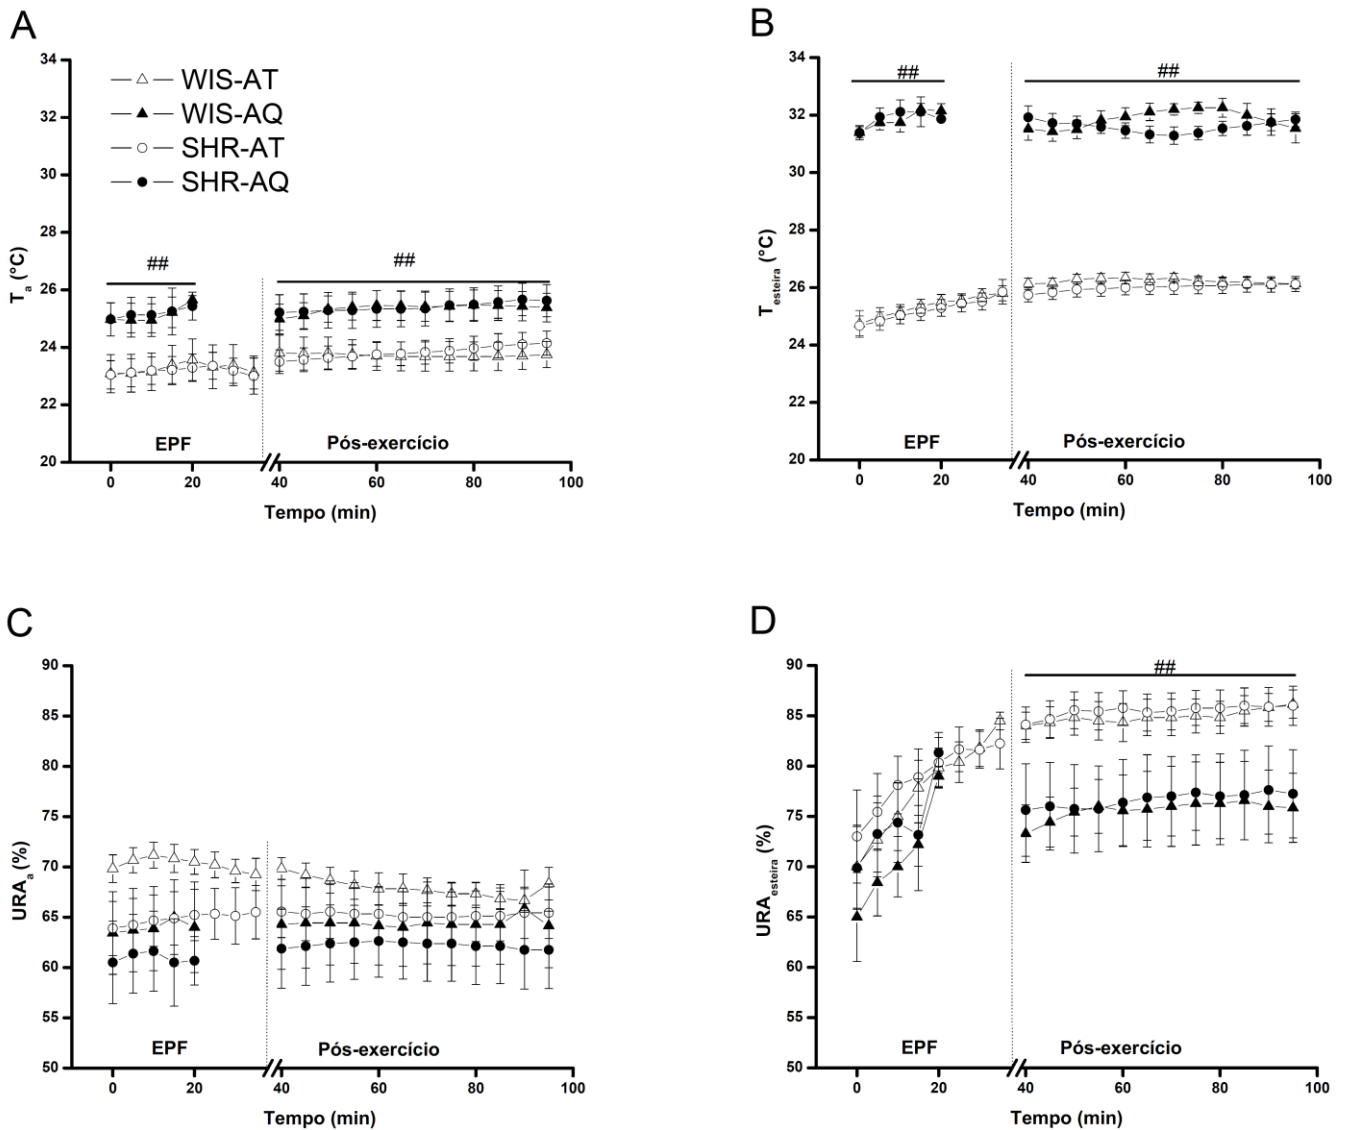 A
B
34
32
30
28
26
24
22
20
Ta (°C)
WIS-AT
WIS-AQ
SHR-AT
SHR-AQ
##
##
EPF
Pós-exercício
0
20
40
60
80
100
Tempo (min)
34
32
30
28
26
24
22
20
Testeira (°C)
##
##
EPF
Pós-exercício
0
20
40
60
80
100
Tempo (min)
C
D
90
85
80
75
70
65
60
55
50
URAa (%)
EPF
Pós-exercício
0
20
40
60
80
100
Tempo (min)
90
85
80
75
70
65
60
55
50
URAesteira (%)
##
EPF
Pós-exercício
0
20
40
60
80
100
Tempo (min)